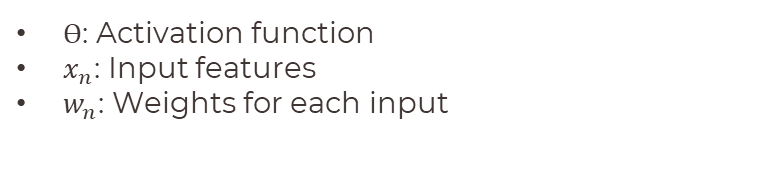 • ϴ: Activation function
• 𝑥ₙ: Input features
• 𝑤ₙ: Weights for each input